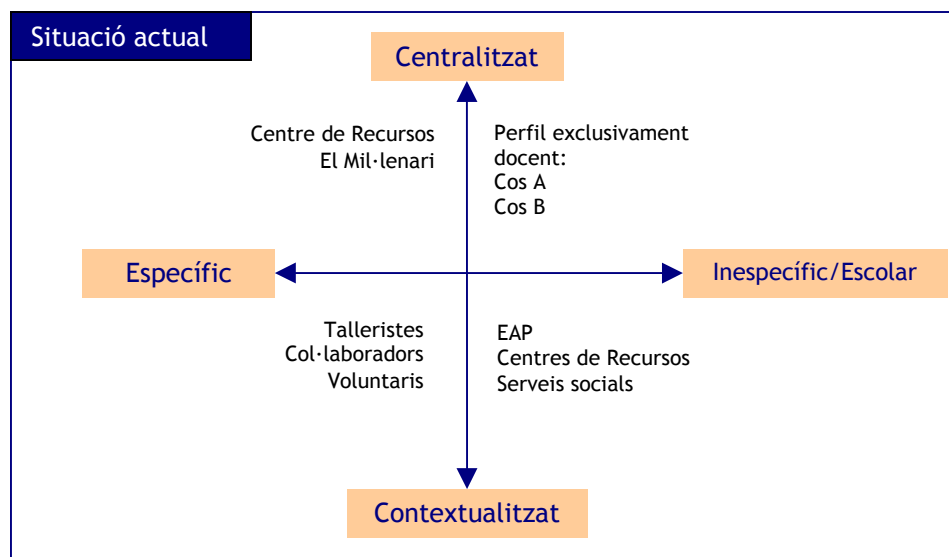 Situació actual
Centralitzat
Centre de Recursos
El Mil·lenari
Perfil exclusivament
docent:
Cos A
Cos B
Específic
Inespecífic/Escolar
Talleristes
Col·laboradors
Voluntaris
EAP
Centres de Recursos
Serveis socials
Contextualitzat